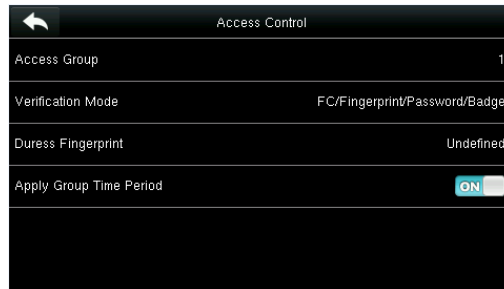 Access Control
Access Group 1
Verification Mode FC/Fingerprint/Password/Badge
Duress Fingerprint Undefined
Apply Group Time Period ON